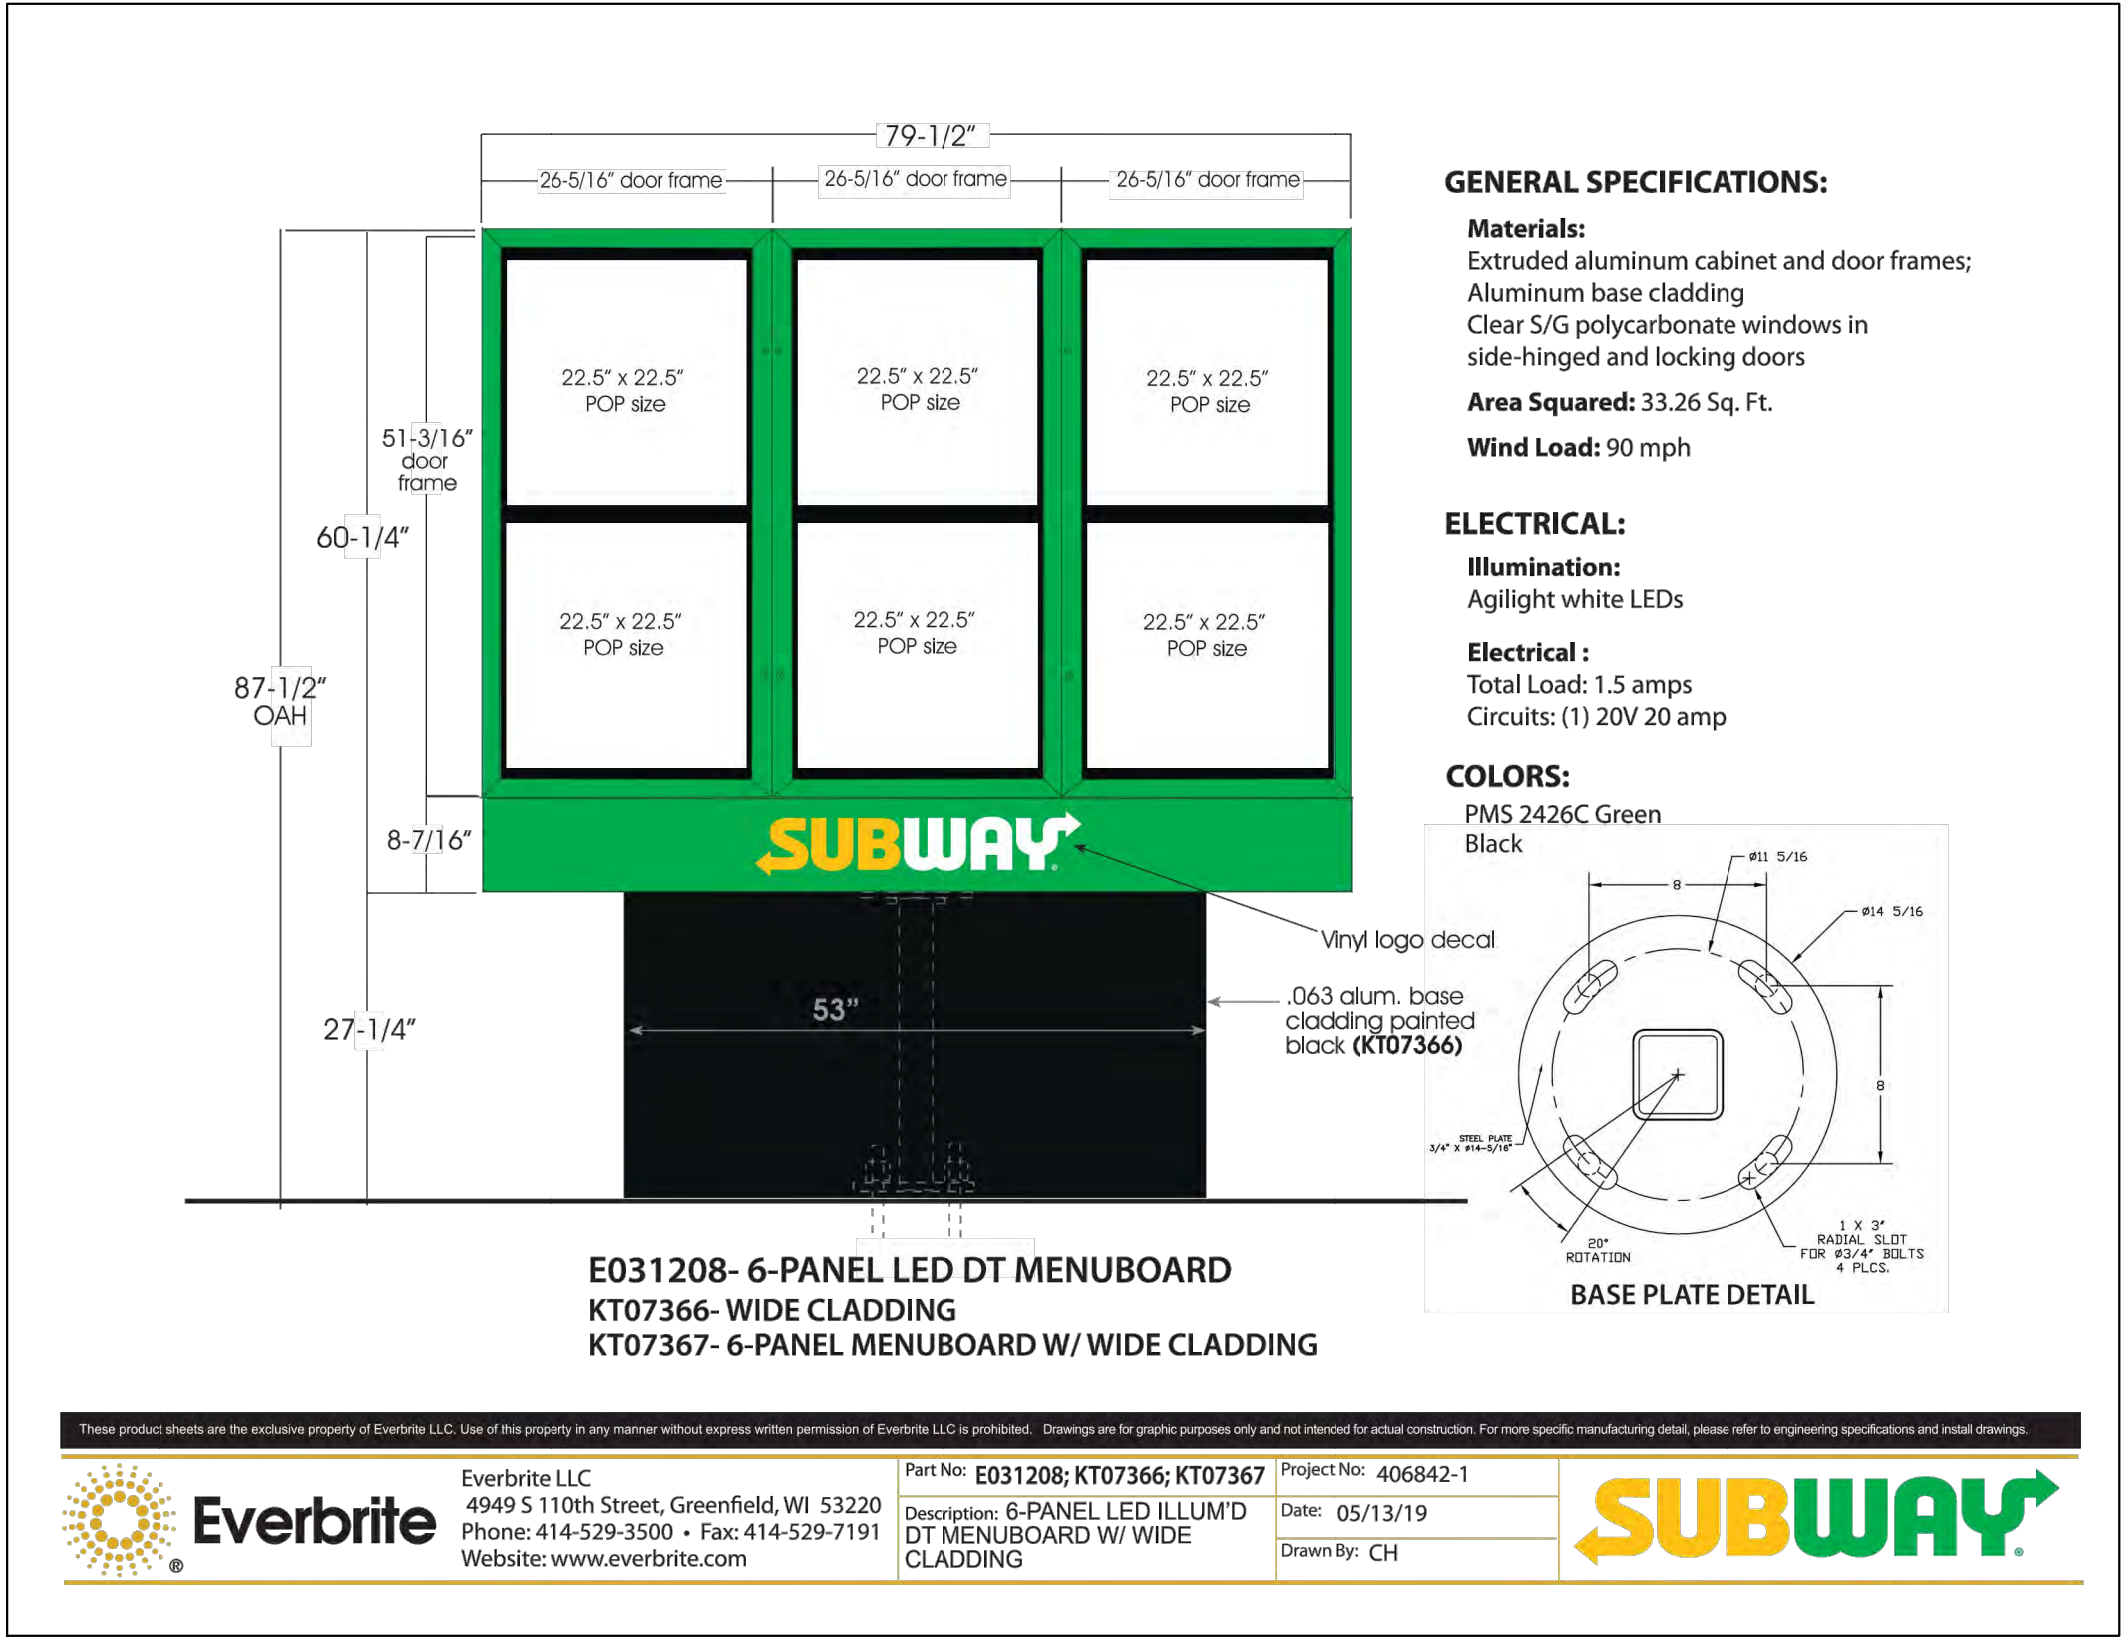 79-1/2"
26-5/16" door frame
26-5/16" door frame
26-5/16" door frame
22.5" x 22.5"
POP size
22.5" x 22.5"
POP size
22.5" x 22.5"
POP size
51-3/16"
door
frame
60-1/4"
22.5" x 22.5"
POP size
22.5" x 22.5"
POP size
22.5" x 22.5"
POP size
87-1/2"
OAH
8-7/16"
SUBWAY®
Vinyl logo decal
53"
.063 alum. base
cladding painted
black (KT07366)
27-1/4"
E031208- 6-PANEL LED DT MENUBOARD
KT07366- WIDE CLADDING
KT07367- 6-PANEL MENUBOARD W/ WIDE CLADDING
GENERAL SPECIFICATIONS:
Materials:
Extruded aluminum cabinet and door frames;
Aluminum base cladding
Clear S/G polycarbonate windows in
side-hinged and locking doors
Area Squared: 33.26 Sq. Ft.
Wind Load: 90 mph
ELECTRICAL:
Illumination:
Agilight white LEDs
Electrical :
Total Load: 1.5 amps
Circuits: (1) 20V 20 amp
COLORS:
PMS 2426C Green
Black
Ø11 5/16
8
Ø14 5/16
8
STEEL PLATE
3/4" X Ø14-5/16"
20°
ROTATION
1 X 3"
RADIAL SLOT
FOR Ø3/4" BOLTS
4 PLCS.
BASE PLATE DETAIL
These product sheets are the exclusive property of Everbrite LLC. Use of this property in any manner without express written permission of Everbrite LLC is prohibited. Drawings are for graphic purposes only and not intended for actual construction. For more specific manufacturing detail, please refer to engineering specifications and install drawings.
Everbrite ®
Everbrite LLC
4949 S 110th Street, Greenfield, WI 53220
Phone: 414-529-3500 • Fax: 414-529-7191
Website: www.everbrite.com
Part No: E031208; KT07366; KT07367
Description: 6-PANEL LED ILLUM'D
DT MENUBOARD W/ WIDE
CLADDING
Project No: 406842-1
Date: 05/13/19
Drawn By: CH
SUBWAY®